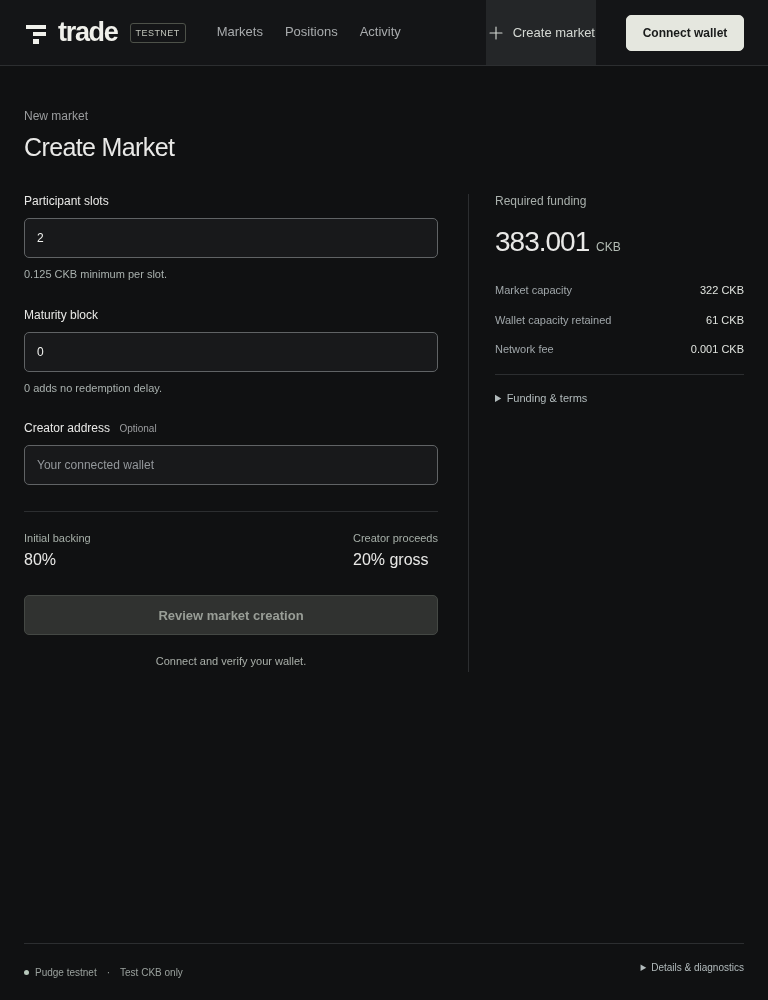 trade TESTNET Markets Positions Activity Create market Connect wallet
New market
Create Market
Participant slots
2
0.125 CKB minimum per slot.
Maturity block
0
0 adds no redemption delay.
Creator address Optional
Your connected wallet
Initial backing
80%
Creator proceeds
20% gross
Review market creation
Connect and verify your wallet.
Required funding
383.001 CKB
Market capacity 322 CKB
Wallet capacity retained 61 CKB
Network fee 0.001 CKB
Funding & terms
Pudge testnet · Test CKB only
Details & diagnostics